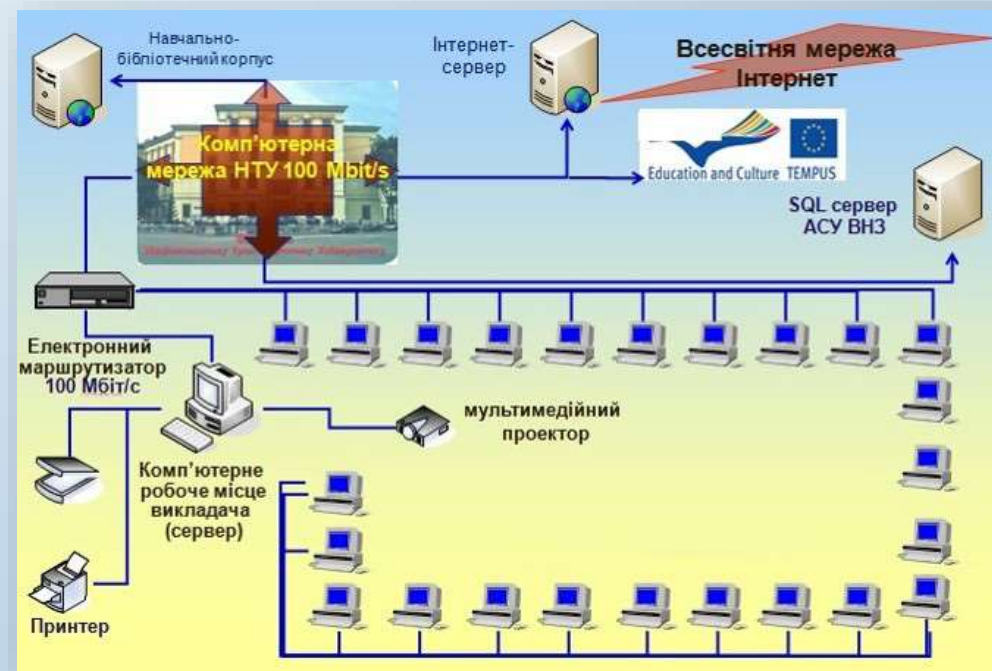 Навчально-
бібліотечний корпус
Інтернет-
сервер
Всесвітня мережа
Інтернет
Комп'ютерна
мережа НТУ 100 Mbit/s
Education and Culture TEMPUS
SQL сервер
АСУ ВНЗ
Електронний
маршрутизатор
100 Мбіт/с
мультимедійний
проектор
Комп'ютерне
робоче місце
викладача
(сервер)
Принтер